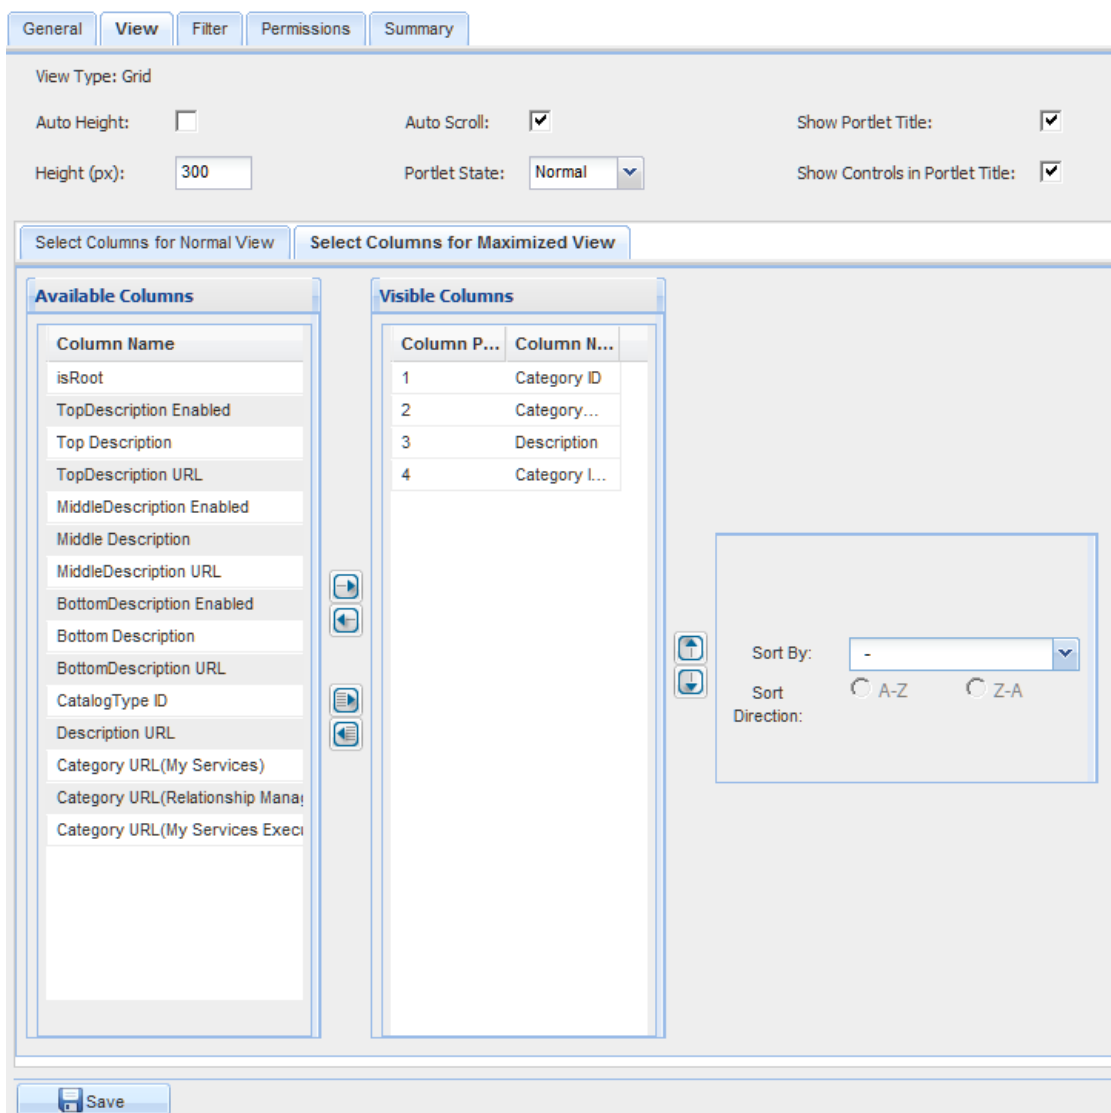 General View Filter Permissions Summary
View Type: Grid
Auto Height: Auto Scroll: Show Portlet Title:
Height (px): 300 Portlet State: Normal Show Controls in Portlet Title:
Select Columns for Normal View Select Columns for Maximized View
Available Columns Visible Columns
Column Name Column P... Column N...
isRoot 1 Category ID
TopDescription Enabled 2 Category...
Top Description 3 Description
TopDescription URL 4 Category I...
MiddleDescription Enabled
Middle Description
MiddleDescription URL
BottomDescription Enabled
Bottom Description
BottomDescription URL
CatalogType ID
Description URL
Category URL(My Services)
Category URL(Relationship Manag
Category URL(My Services Execu
Sort By: -
Sort Direction: A-Z Z-A
Save